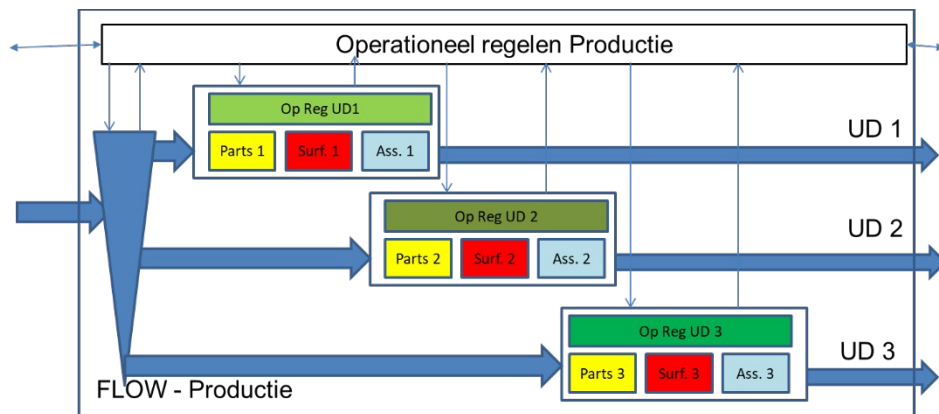 Operationeel regelen Productie
Op Reg UD1
Parts 1
Surf. 1
Ass. 1
UD 1
Op Reg UD 2
Parts 2
Surf. 2
Ass. 2
UD 2
Op Reg UD 3
Parts 3
Surf. 3
Ass. 3
UD 3
FLOW - Productie